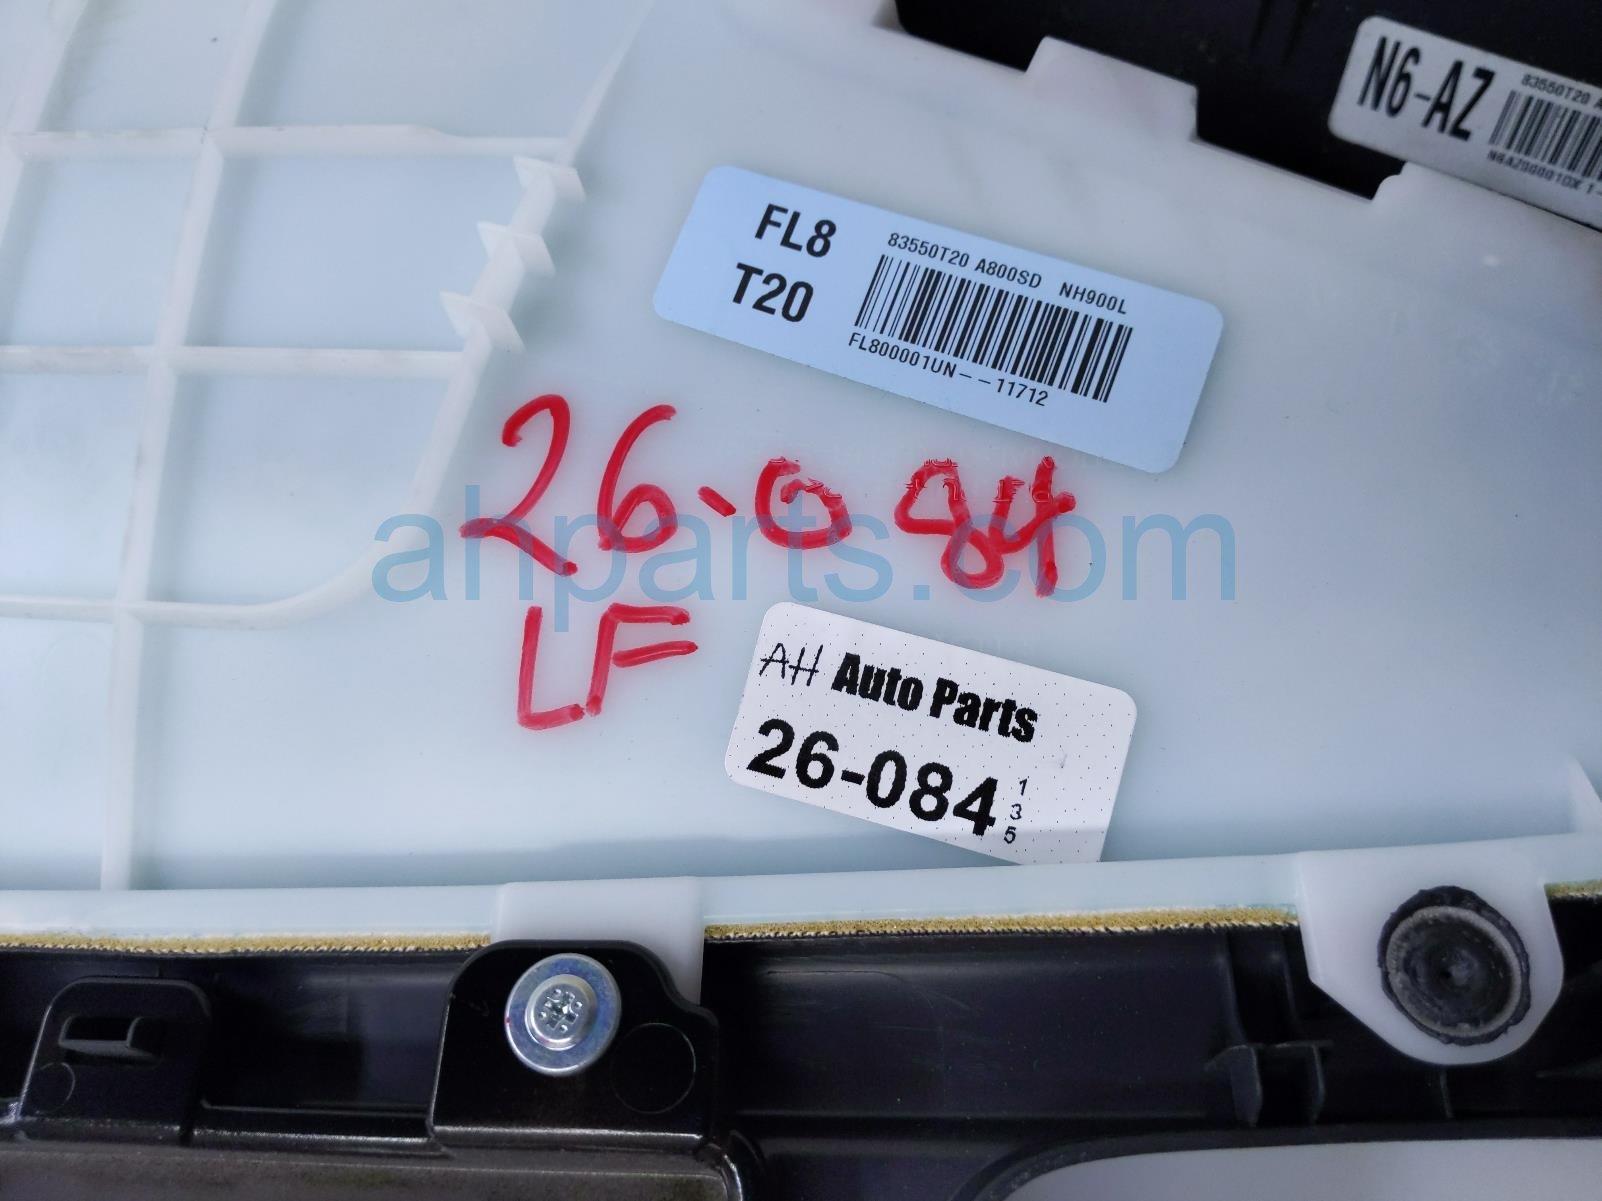 N6-AZ
83550T20 A
FL8
T20
83550T20 A800SD NH900L
FL800001UN--11712
26-084
LF
ahparts.com
AH Auto Parts
26-084
1
3
5